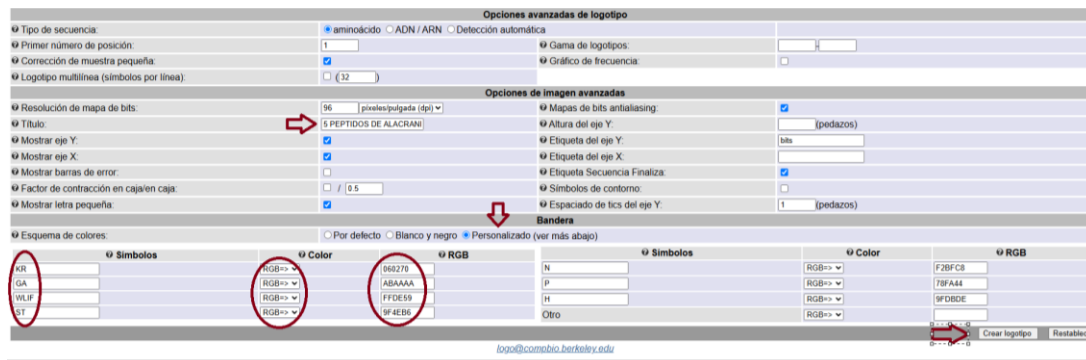 Opciones avanzadas de logotipo
Tipo de secuencia: aminoácido ADN / ARN Detección automática
Primer número de posición: 1 Gama de logotipos: -
Corrección de muestra pequeña: Gráfico de frecuencia:
Logotipo multilínea (símbolos por línea): (32)
Opciones de imagen avanzadas
Resolución de mapa de bits: 96 píxeles/pulgada (dpi) Mapas de bits antialiasing:
Título: 5 PEPTIDOS DE ALACRANI Altura del eje Y: (pedazos)
Mostrar eje Y: Etiqueta del eje Y: bits
Mostrar eje X: Etiqueta del eje X:
Mostrar barras de error: Etiqueta Secuencia Finaliza:
Factor de contracción en caja/en caja: / 0.5 Símbolos de contorno:
Mostrar letra pequeña: Espaciado de tics del eje Y: 1 (pedazos)
Bandera
Esquema de colores: Por defecto Blanco y negro Personalizado (ver más abajo)
Símbolos Color RGB Símbolos Color RGB
KR RGB=> 060270 N RGB=> F2BFC8
GA RGB=> ABAAAA P RGB=> 78FA44
WLIF RGB=> FFDE59 H RGB=> 9FDBDE
ST RGB=> 9F4EB6 Otro RGB=>
Crear logotipo Restablec
logo@compbio.berkeley.edu